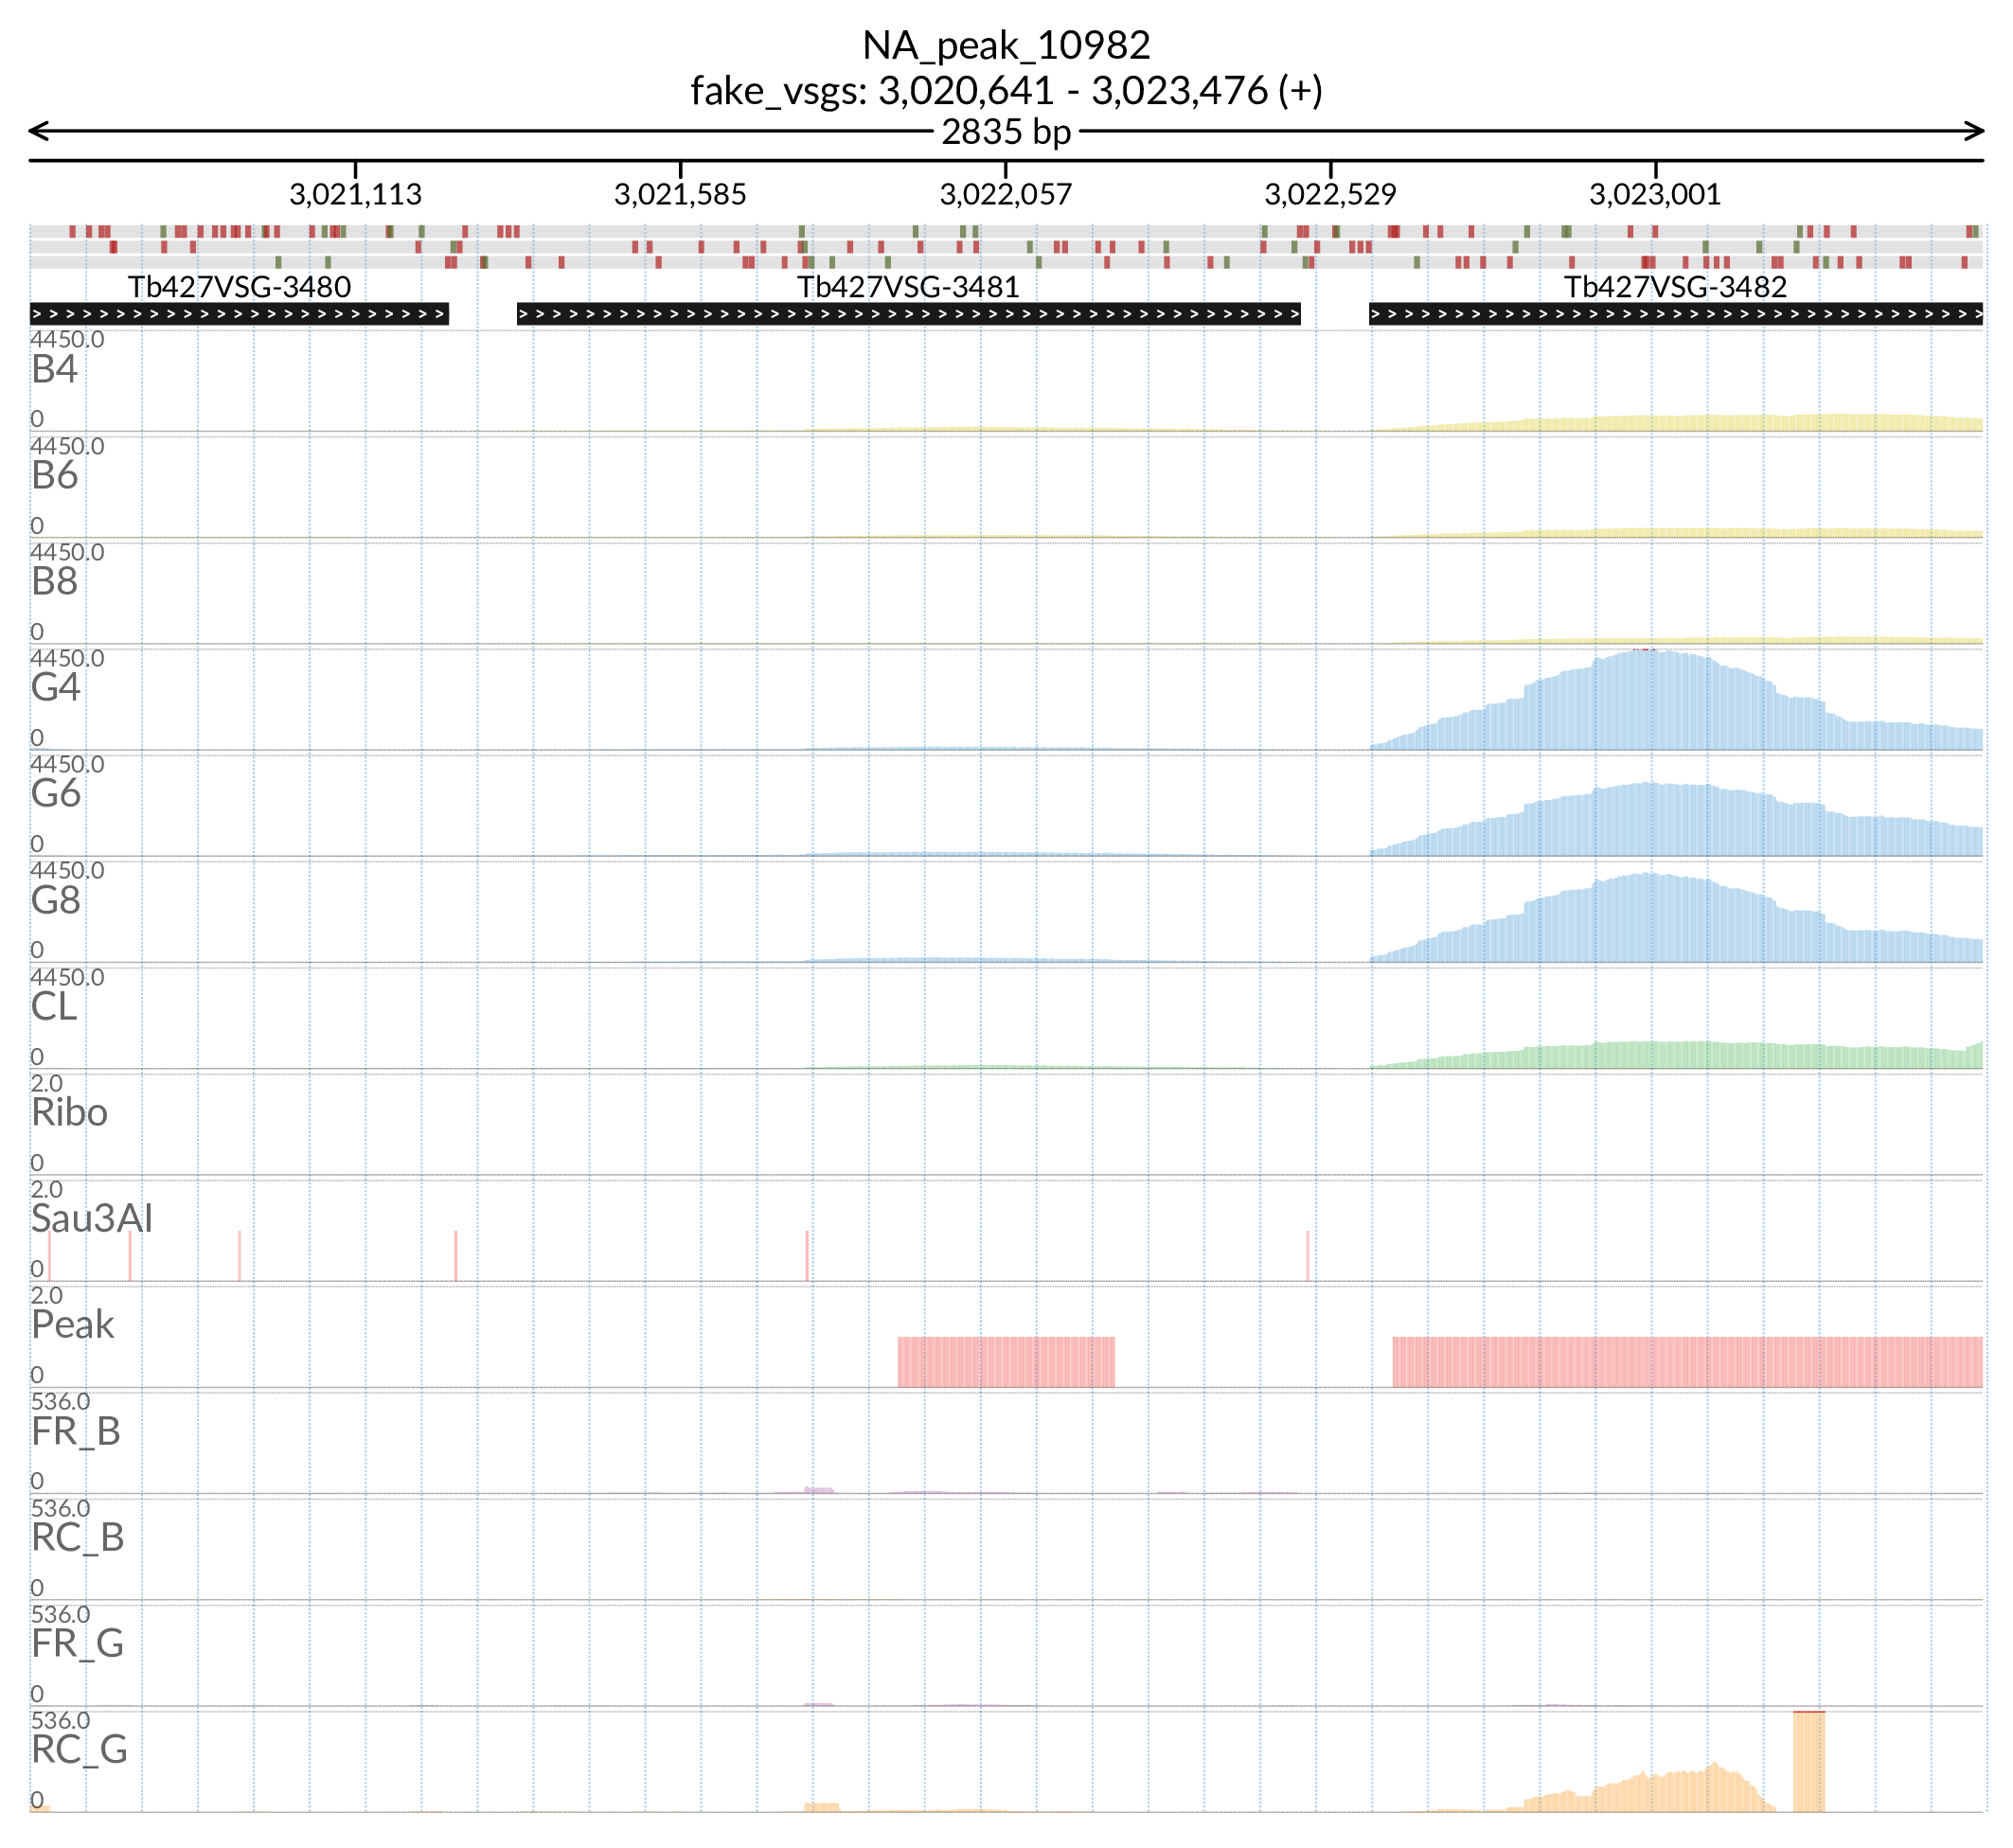 NA_peak_10982
fake_vsgs: 3,020,641 - 3,023,476 (+)
2835 bp
3,021,113 3,021,585 3,022,057 3,022,529 3,023,001
Tb427VSG-3480 Tb427VSG-3481 Tb427VSG-3482
4450.0
B4
0
4450.0
B6
0
4450.0
B8
0
4450.0
G4
0
4450.0
G6
0
4450.0
G8
0
4450.0
CL
0
2.0
Ribo
0
2.0
Sau3AI
0
2.0
Peak
0
536.0
FR_B
0
536.0
RC_B
0
536.0
FR_G
0
536.0
RC_G
0